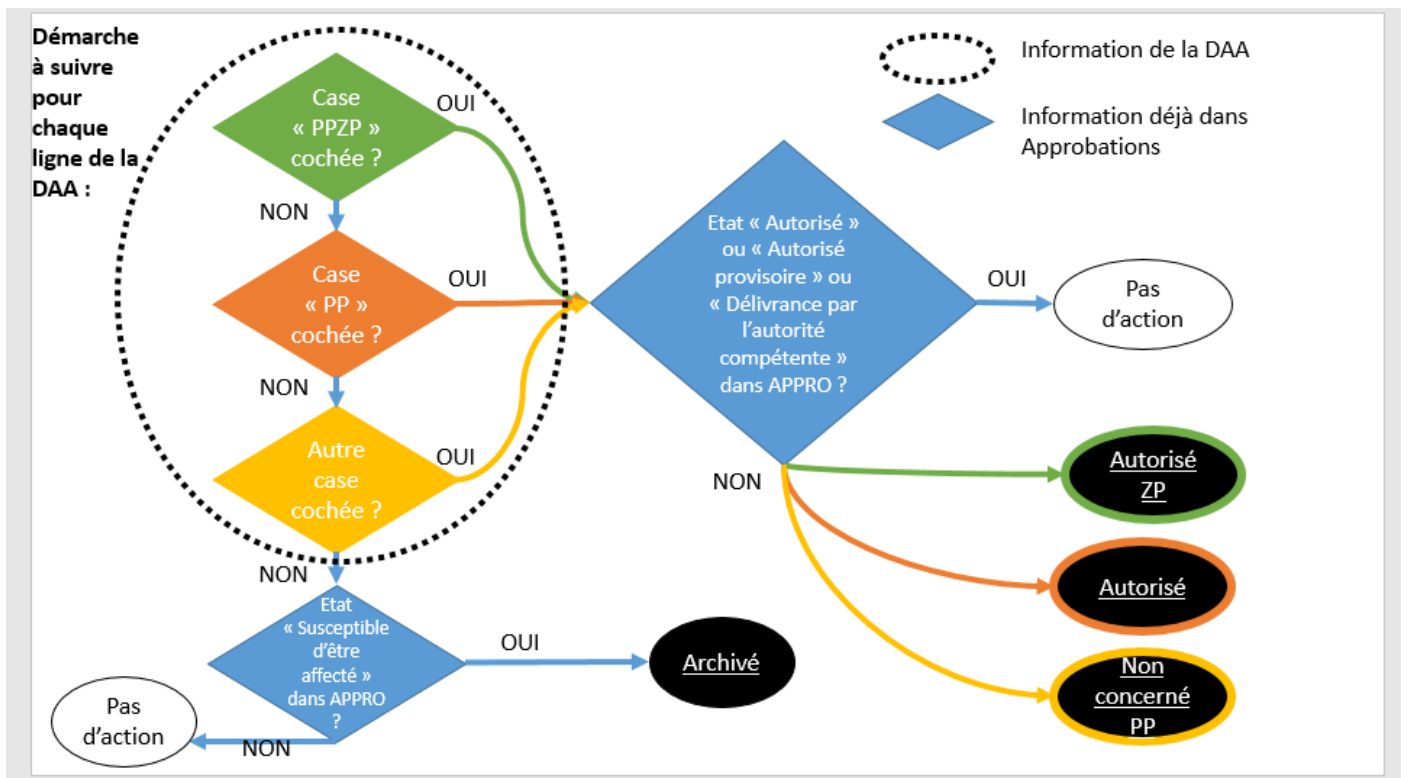 Démarche
à suivre
pour
chaque
ligne de la
DAA :
Case
« PPZP »
cochée ?
OUI
NON
Case
« PP »
cochée ?
OUI
NON
Autre
case
cochée ?
OUI
NON
Etat
« Susceptible
d’être
affecté »
dans APPRO
?
OUI
Archivé
NON
Pas
d’action
Information de la DAA
Information déjà dans
Approbations
Etat « Autorisé »
ou « Autorisé
provisoire » ou
« Délivrance par
l’autorité
compétente »
dans APPRO ?
OUI
Pas
d’action
NON
Autorisé
ZP
Autorisé
Non
concerné
PP